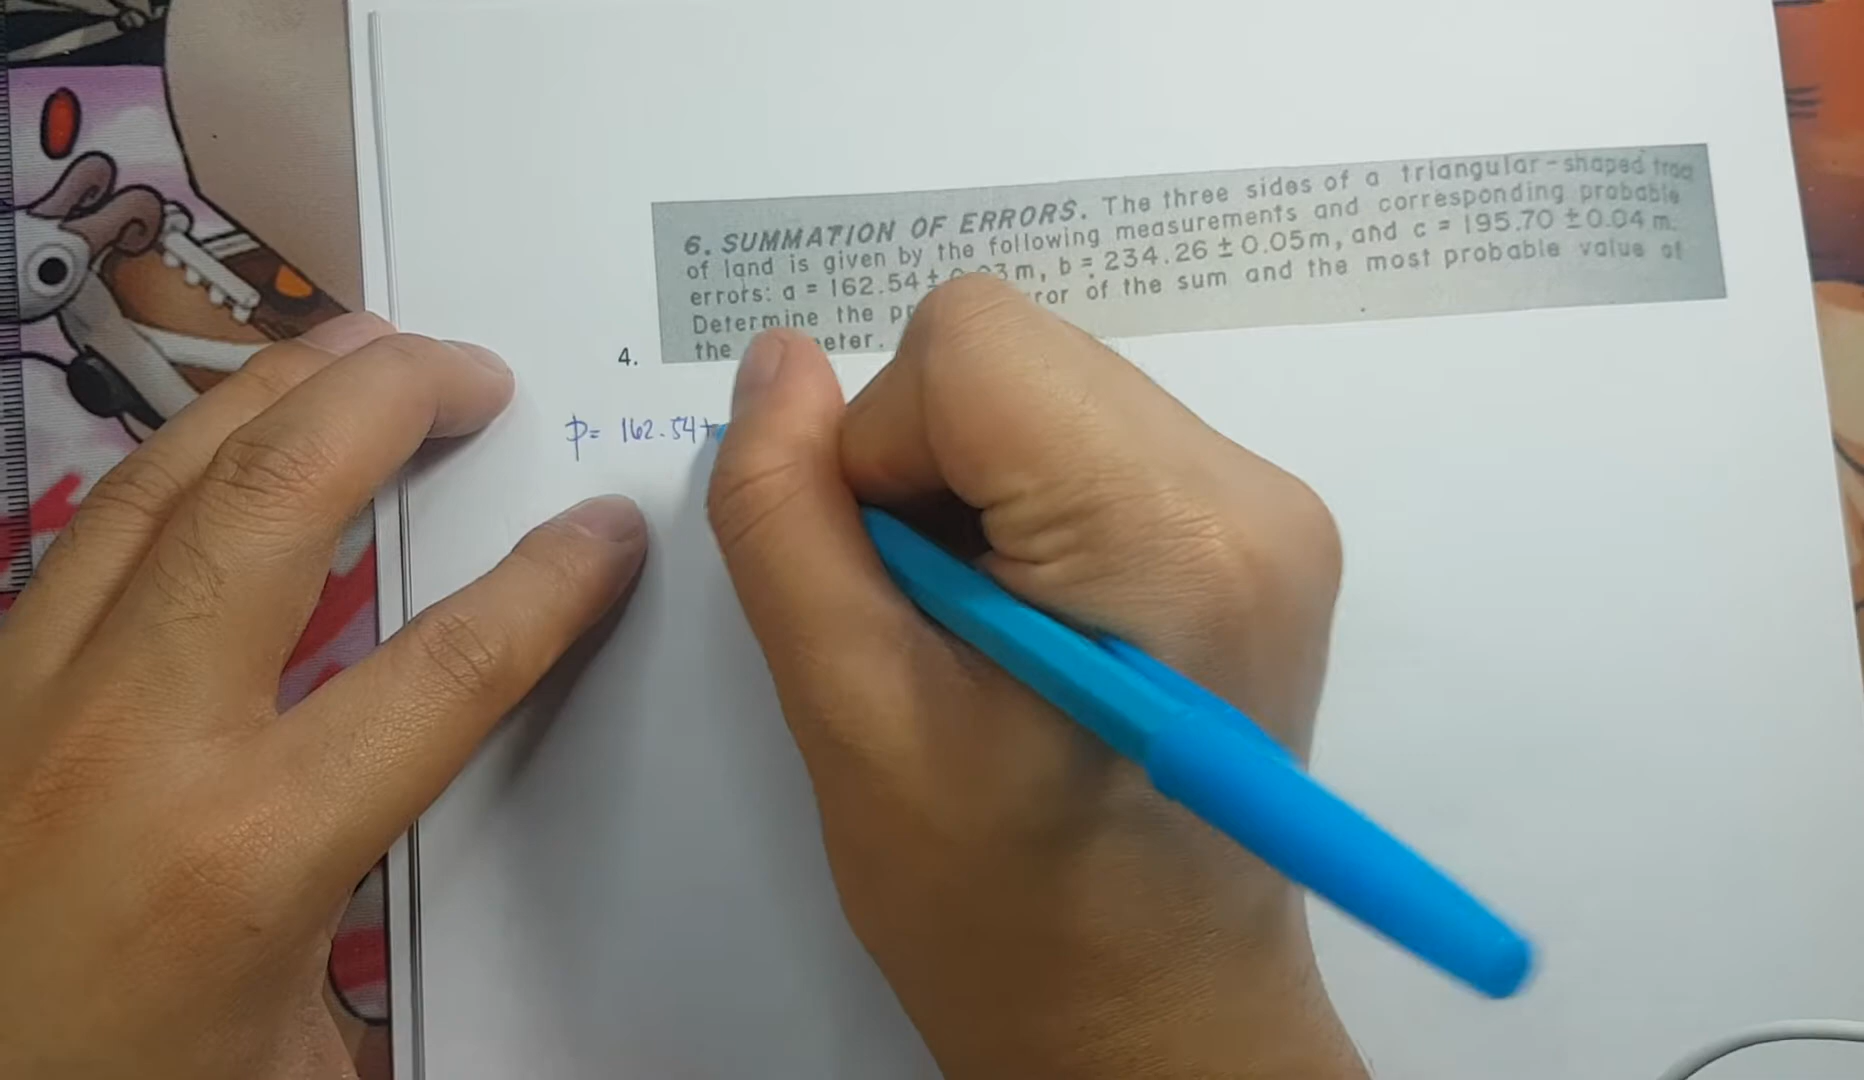 6. SUMMATION OF ERRORS. The three sides of a triangular-shaped
of land is given by the following measurements and corresponding probable
errors: a = 162.54 ± 3 m, b = 234.26 ± 0.05m, and c = 195.70 ± 0.04 m.
Determine the of the sum and the most probable value of
the
4.
p= 162.54+